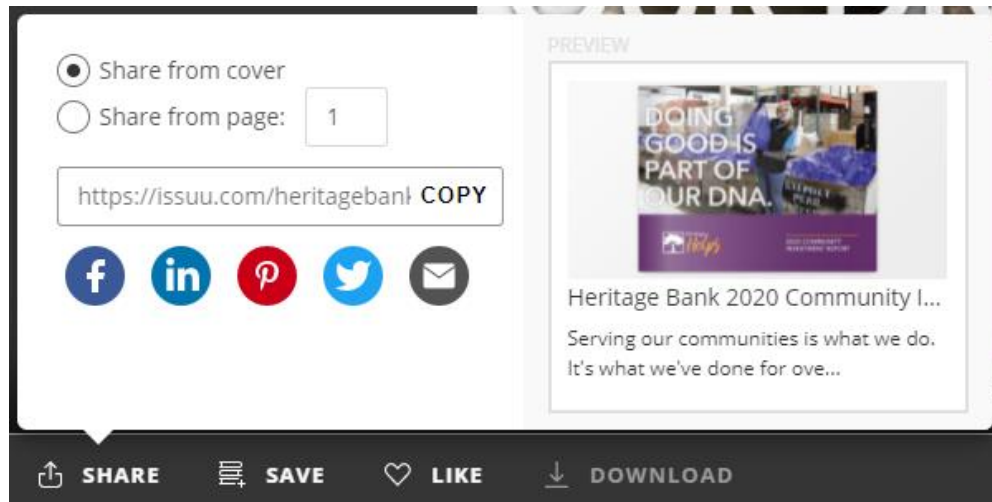 Share from cover
Share from page: 1
https://issuu.com/heritagebank COPY
PREVIEW
DOING
GOOD IS
PART OF
OUR DNA.
Helps
2020 COMMUNITY
INVESTMENT REPORT
Heritage Bank 2020 Community I...
Serving our communities is what we do.
It's what we've done for ove...
SHARE SAVE LIKE DOWNLOAD